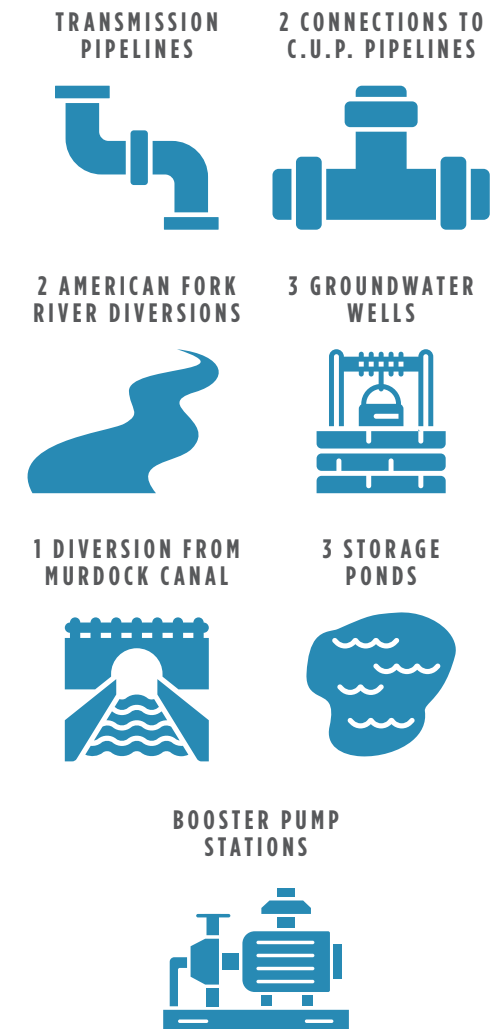 TRANSMISSION
PIPELINES
2 CONNECTIONS TO
C.U.P. PIPELINES
2 AMERICAN FORK
RIVER DIVERSIONS
3 GROUNDWATER
WELLS
1 DIVERSION FROM
MURDOCK CANAL
3 STORAGE
PONDS
BOOSTER PUMP
STATIONS